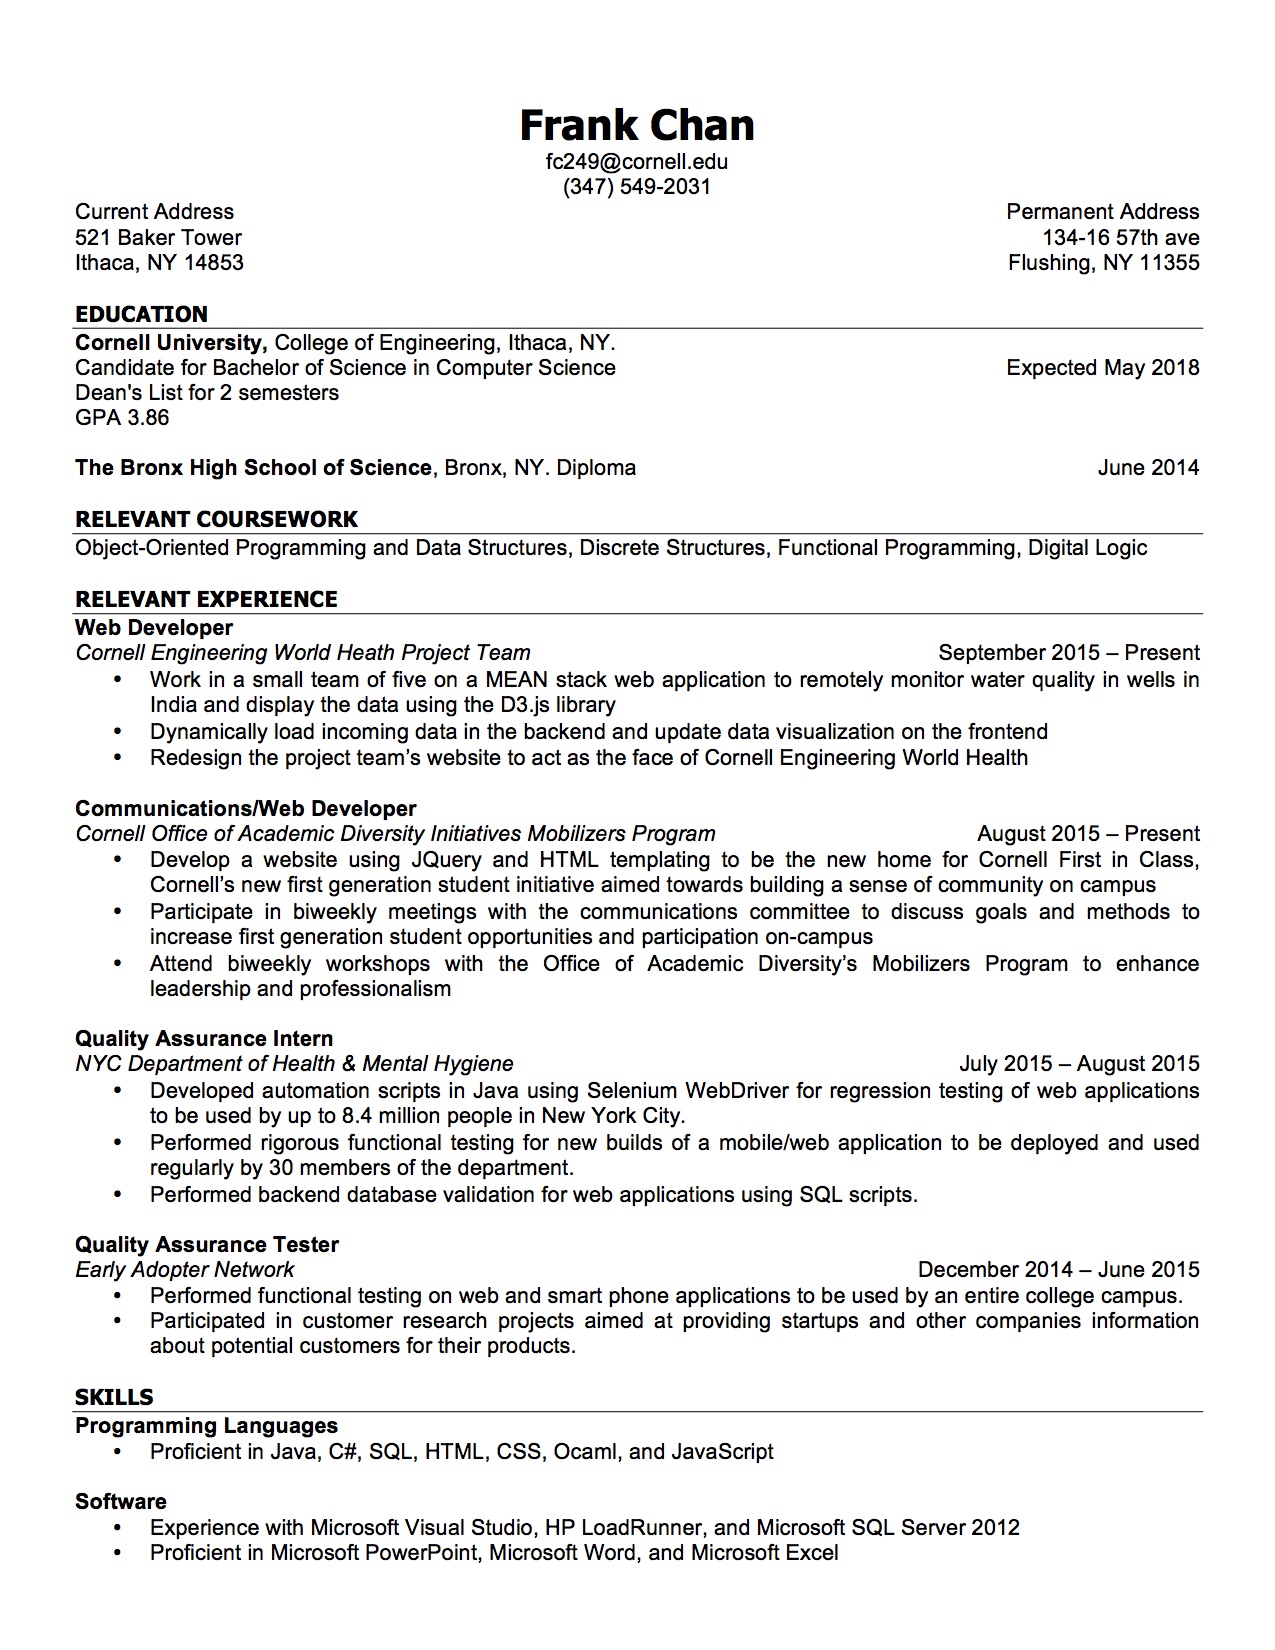 Frank Chan
fc249@cornell.edu
(347) 549-2031
Current Address Permanent Address
521 Baker Tower 134-16 57th ave
Ithaca, NY 14853 Flushing, NY 11355
EDUCATION
Cornell University, College of Engineering, Ithaca, NY.
Candidate for Bachelor of Science in Computer Science Expected May 2018
Dean's List for 2 semesters
GPA 3.86
The Bronx High School of Science, Bronx, NY. Diploma June 2014
RELEVANT COURSEWORK
Object-Oriented Programming and Data Structures, Discrete Structures, Functional Programming, Digital Logic
RELEVANT EXPERIENCE
Web Developer
Cornell Engineering World Heath Project Team September 2015 – Present
• Work in a small team of five on a MEAN stack web application to remotely monitor water quality in wells in
India and display the data using the D3.js library
• Dynamically load incoming data in the backend and update data visualization on the frontend
• Redesign the project team’s website to act as the face of Cornell Engineering World Health
Communications/Web Developer
Cornell Office of Academic Diversity Initiatives Mobilizers Program August 2015 – Present
• Develop a website using JQuery and HTML templating to be the new home for Cornell First in Class,
Cornell’s new first generation student initiative aimed towards building a sense of community on campus
• Participate in biweekly meetings with the communications committee to discuss goals and methods to
increase first generation student opportunities and participation on-campus
• Attend biweekly workshops with the Office of Academic Diversity’s Mobilizers Program to enhance
leadership and professionalism
Quality Assurance Intern
NYC Department of Health & Mental Hygiene July 2015 – August 2015
• Developed automation scripts in Java using Selenium WebDriver for regression testing of web applications
to be used by up to 8.4 million people in New York City.
• Performed rigorous functional testing for new builds of a mobile/web application to be deployed and used
regularly by 30 members of the department.
• Performed backend database validation for web applications using SQL scripts.
Quality Assurance Tester
Early Adopter Network December 2014 – June 2015
• Performed functional testing on web and smart phone applications to be used by an entire college campus.
• Participated in customer research projects aimed at providing startups and other companies information
about potential customers for their products.
SKILLS
Programming Languages
• Proficient in Java, C#, SQL, HTML, CSS, Ocaml, and JavaScript
Software
• Experience with Microsoft Visual Studio, HP LoadRunner, and Microsoft SQL Server 2012
• Proficient in Microsoft PowerPoint, Microsoft Word, and Microsoft Excel